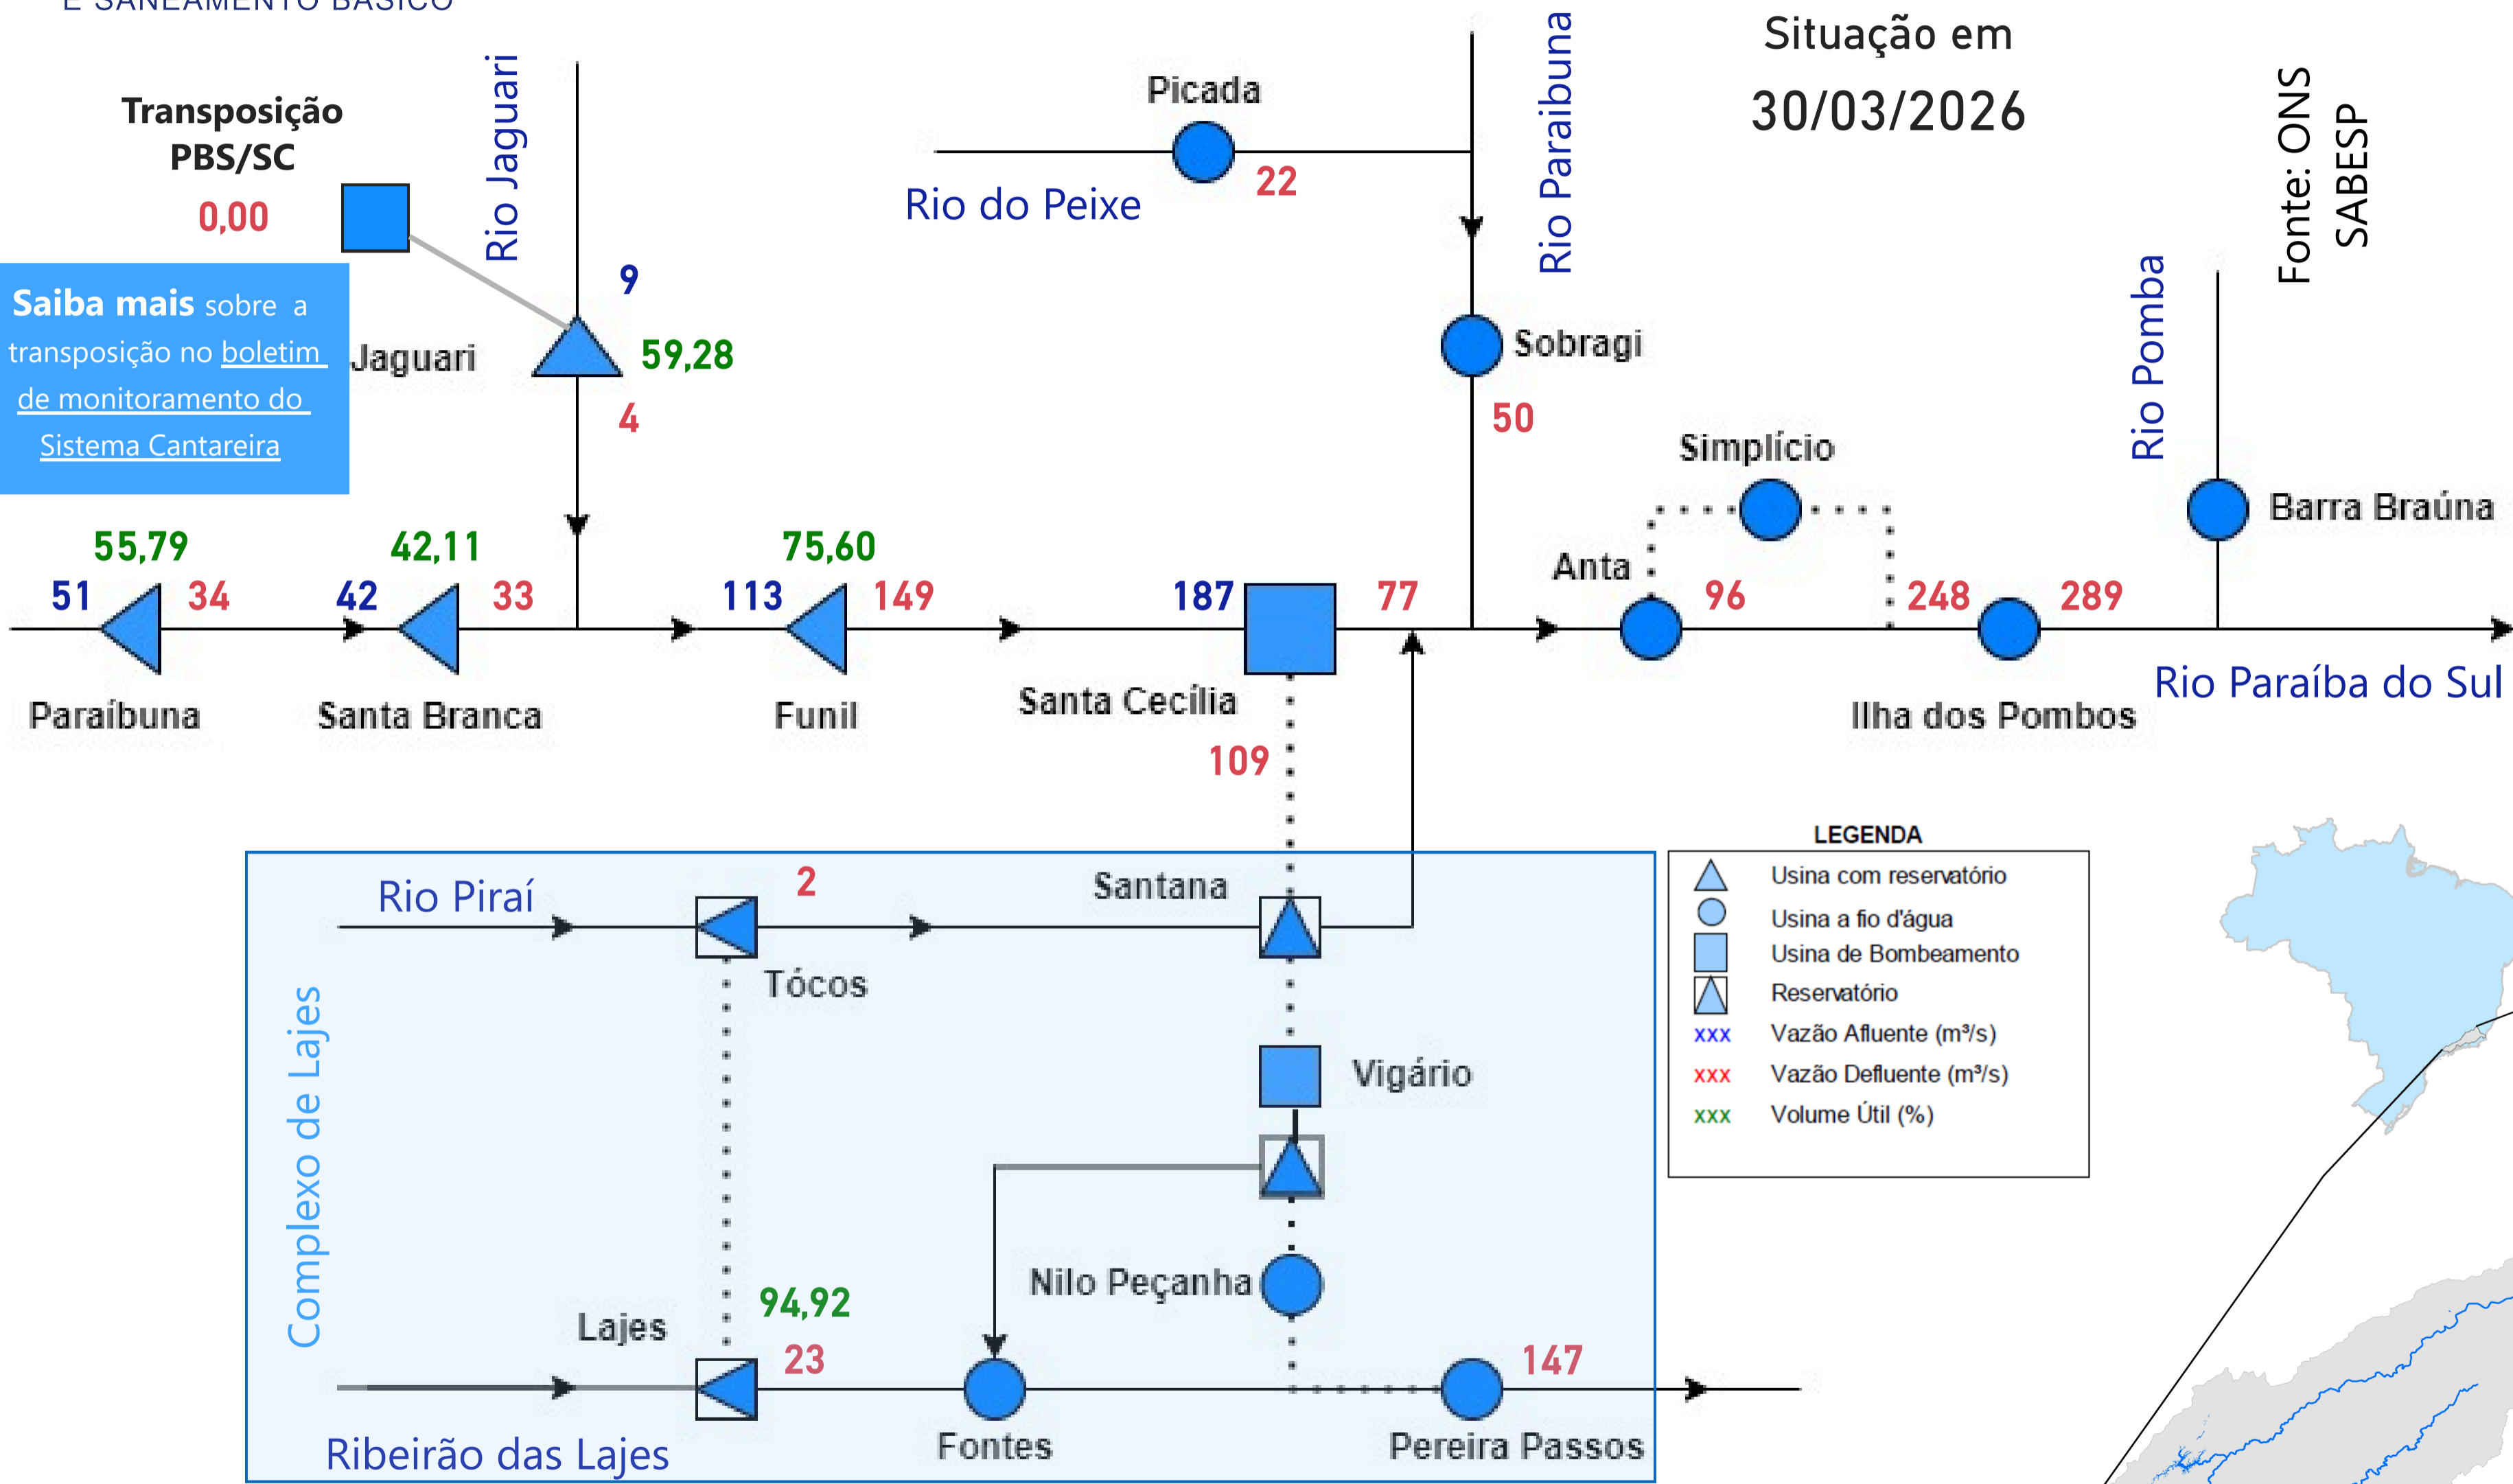 E SANEAMENTO BÁSICO
Situação em
30/03/2026
Fonte: ONS
SABESP
Transposição
PBS/SC
0,00
Rio Jaguari
Saiba mais sobre a
transposição no boletim
de monitoramento do
Sistema Cantareira
9
Jaguari
59,28
4
Picada
22
Rio do Peixe
Rio Paraibuna
Sobragi
50
Simplício
Rio Pomba
Barra Braúna
55,79
51
34
Paraíbuna
42,11
42
33
Santa Branca
75,60
113
149
Funil
187
77
Santa Cecília
109
Anta
96
248
289
Ilha dos Pombos
Rio Paraíba do Sul
Complexo de Lajes
Rio Piraí
2
Tócos
Santana
Vigário
Nilo Peçanha
94,92
Lajes
23
Fontes
147
Pereira Passos
Ribeirão das Lajes
LEGENDA
Usina com reservatório
Usina a fio d'água
Usina de Bombeamento
Reservatório
xxx Vazão Afluente (m³/s)
xxx Vazão Defluente (m³/s)
xxx Volume Útil (%)